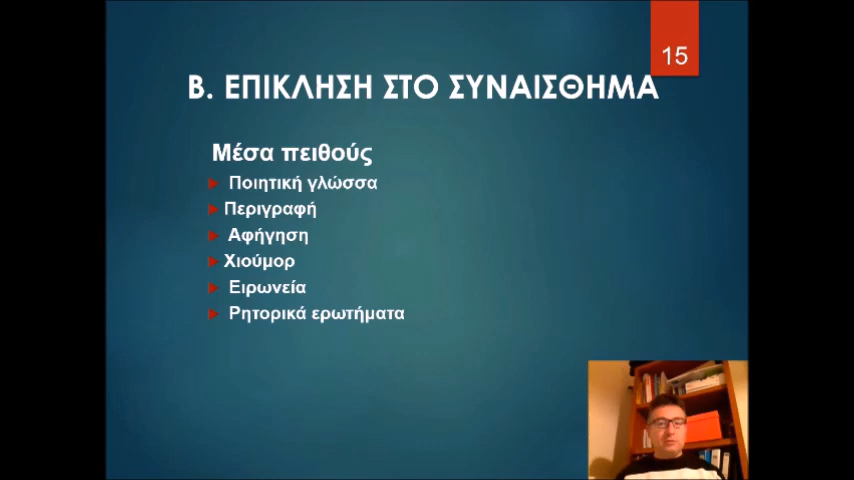 15
Β. ΕΠΙΚΛΗΣΗ ΣΤΟ ΣΥΝΑΙΣΘΗΜΑ
Μέσα πειθούς
Ποιητική γλώσσα
Περιγραφή
Αφήγηση
Χιούμορ
Ειρωνεία
Ρητορικά ερωτήματα